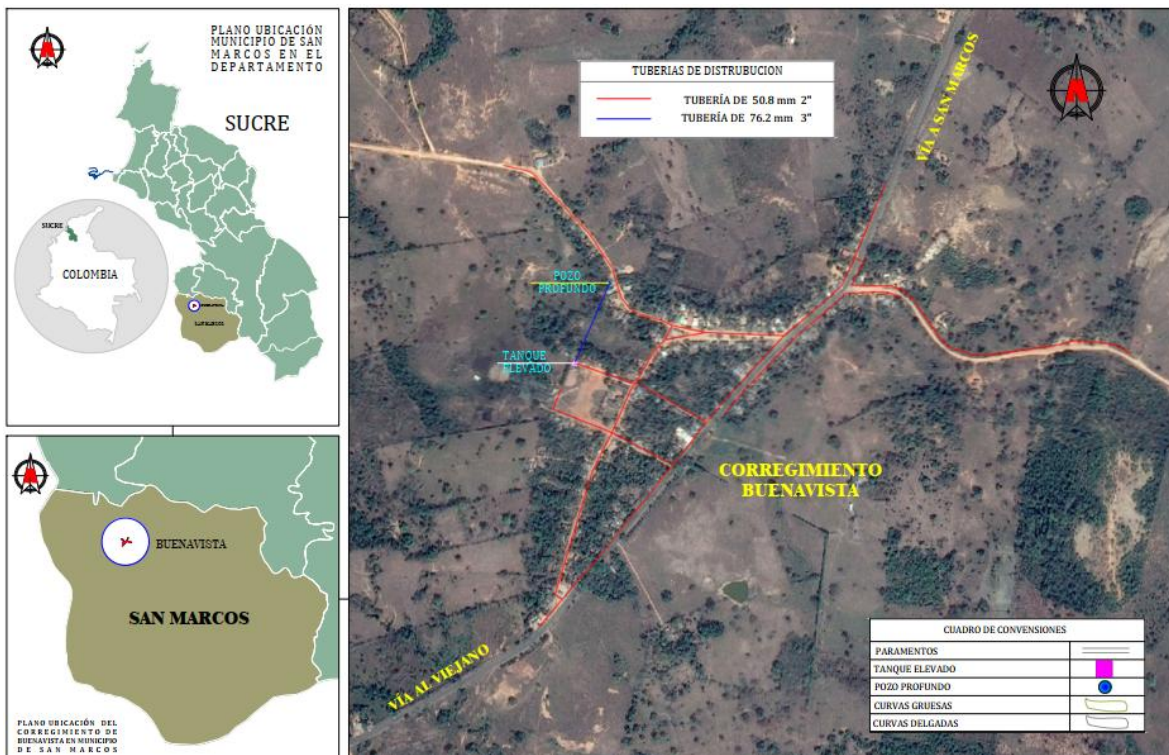 PLANO UBICACIÓN
MUNICIPIO DE SAN
MARCOS EN EL
DEPARTAMENTO
SUCRE
SUCRE
COLOMBIA
BUENAVISTA
SAN MARCOS
PLANO UBICACIÓN DEL
CORREGIMIENTO DE
BUENAVISTA EN MUNICIPIO
DE SAN MARCOS
TUBERIAS DE DISTRUBUCION
TUBERÍA DE 50.8 mm 2"
TUBERÍA DE 76.2 mm 3"
VÍA A SAN MARCOS
POZO
PROFUNDO
TANQUE
ELEVADO
CORREGIMIENTO
BUENAVISTA
VÍA AL VIEJANO
CUADRO DE CONVENCIONES
PARAMENTOS
TANQUE ELEVADO
POZO PROFUNDO
CURVAS GRUESAS
CURVAS DELGADAS